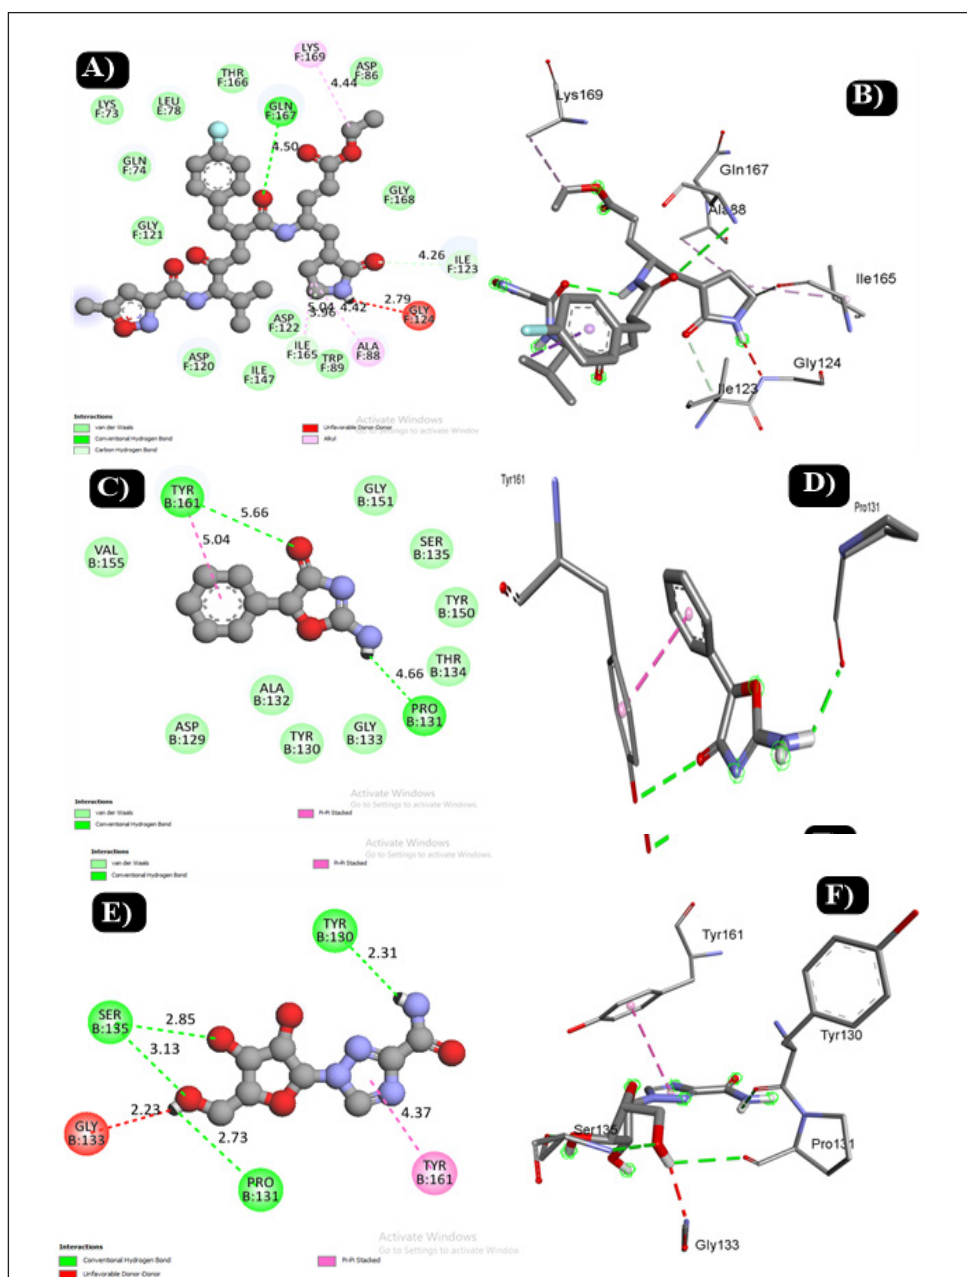 A)
LYS
F:169
ASP
F:86
THR
F:166
LEU
E:78
LYS
F:73
GLN
F:167
4.44
4.50
GLN
F:74
GLY
F:168
GLY
F:121
4.26
ILE
F:123
2.79
GLY
F:124
5.04
3.96
4.42
ASP
F:122
ILE
F:165
TRP
F:89
ALA
F:88
ASP
F:120
ILE
F:147
Interactions
van der Waals
Conventional Hydrogen Bond
Carbon Hydrogen Bond
Unfavorable Donor-Donor
Alkyl
Activate Windows
Go to Settings to activate Window
B)
Lys169
Gln167
Ala88
Ile165
Gly124
Ile123
C)
TYR
B:161
GLY
B:151
5.66
5.04
VAL
B:155
SER
B:135
TYR
B:150
THR
B:134
4.66
ALA
B:132
PRO
B:131
ASP
B:129
TYR
B:130
GLY
B:133
Activate Windows
Go to Settings to activate Windows.
Interactions
van der Waals
Conventional Hydrogen Bond
Pi-Pi Stacked
D)
Tyr161
Pro131
Activate Windows
Go to Settings to activate Windows.
Interactions
van der Waals
Conventional Hydrogen Bond
Pi-Pi Stacked
E)
TYR
B:130
2.31
SER
B:135
2.85
3.13
2.23
GLY
B:133
2.73
4.37
PRO
B:131
TYR
B:161
Activate Windows
Go to Settings to activate Window
Interactions
Conventional Hydrogen Bond
Unfavorable Donor-Donor
Pi-Pi Stacked
F)
Tyr161
Tyr130
Ser135
Pro131
Gly133